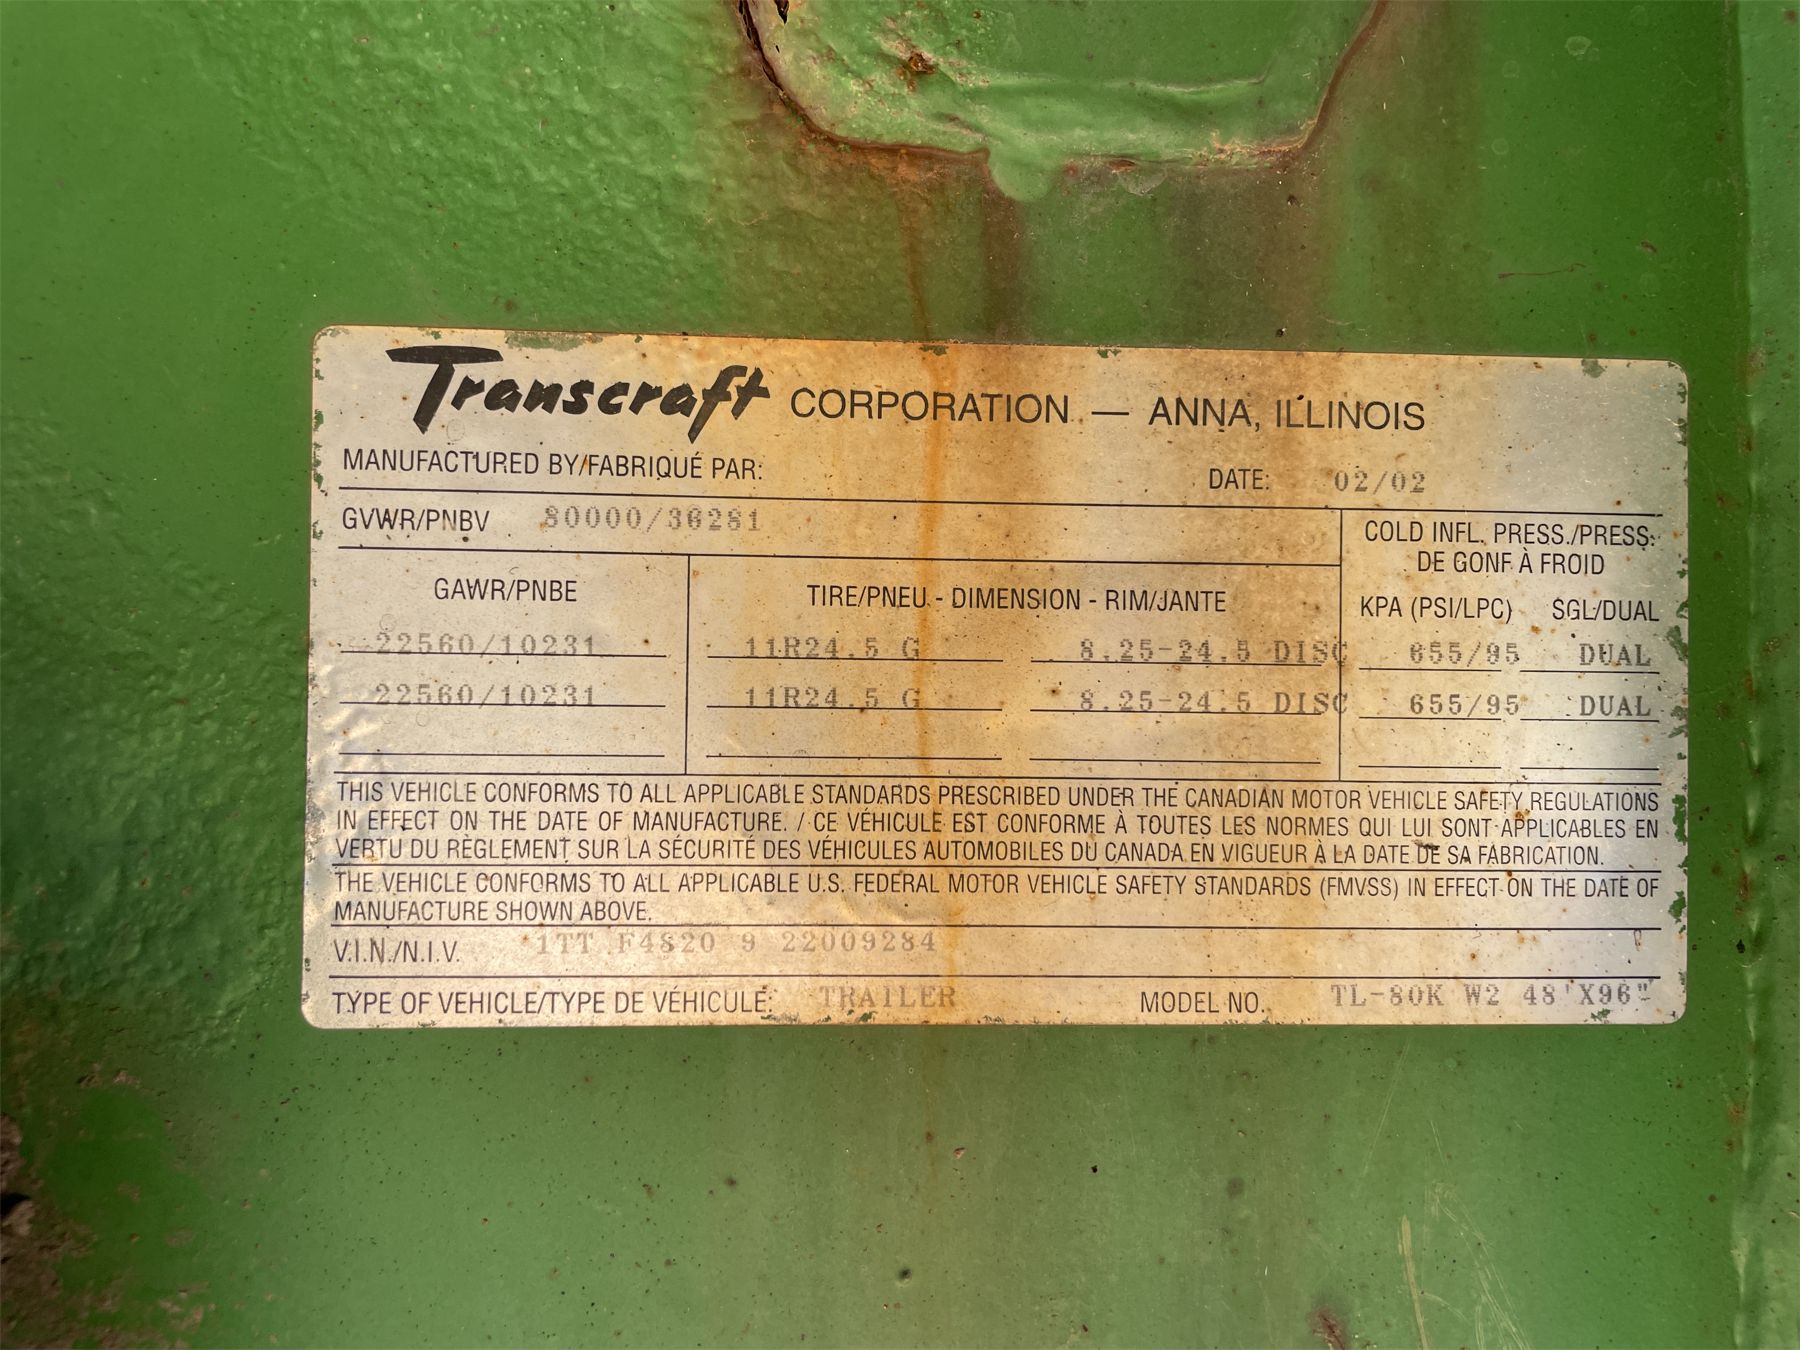 Transcraft CORPORATION — ANNA, ILLINOIS
MANUFACTURED BY/FABRIQUÉ PAR: DATE: 02/02
GVWR/PNBV 80000/36281
COLD INFL. PRESS./PRESS.
DE GONF. À FROID
GAWR/PNBE TIRE/PNEU - DIMENSION - RIM/JANTE KPA (PSI/LPC) SGL/DUAL
22560/10231 11R24.5 G 8.25-24.5 DISC 655/95 DUAL
22560/10231 11R24.5 G 8.25-24.5 DISC 655/95 DUAL
THIS VEHICLE CONFORMS TO ALL APPLICABLE STANDARDS PRESCRIBED UNDER THE CANADIAN MOTOR VEHICLE SAFETY REGULATIONS
IN EFFECT ON THE DATE OF MANUFACTURE. / CE VÉHICULE EST CONFORME À TOUTES LES NORMES QUI LUI SONT APPLICABLES EN
VERTU DU RÈGLEMENT SUR LA SÉCURITÉ DES VÉHICULES AUTOMOBILES DU CANADA EN VIGUEUR À LA DATE DE SA FABRICATION.
THE VEHICLE CONFORMS TO ALL APPLICABLE U.S. FEDERAL MOTOR VEHICLE SAFETY STANDARDS (FMVSS) IN EFFECT ON THE DATE OF
MANUFACTURE SHOWN ABOVE.
V.I.N./N.I.V. 1TT F4820 9 22009284
TYPE OF VEHICLE/TYPE DE VÉHICULE: TRAILER MODEL NO. TL-80K W2 48'X96"